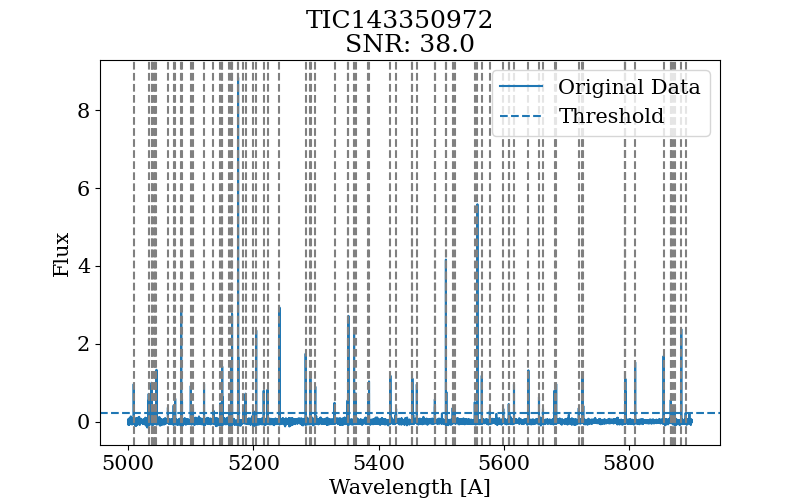 TIC143350972
SNR: 38.0
Original Data
Threshold
8
6
4
2
0
Flux
5000 5200 5400 5600 5800
Wavelength [A]